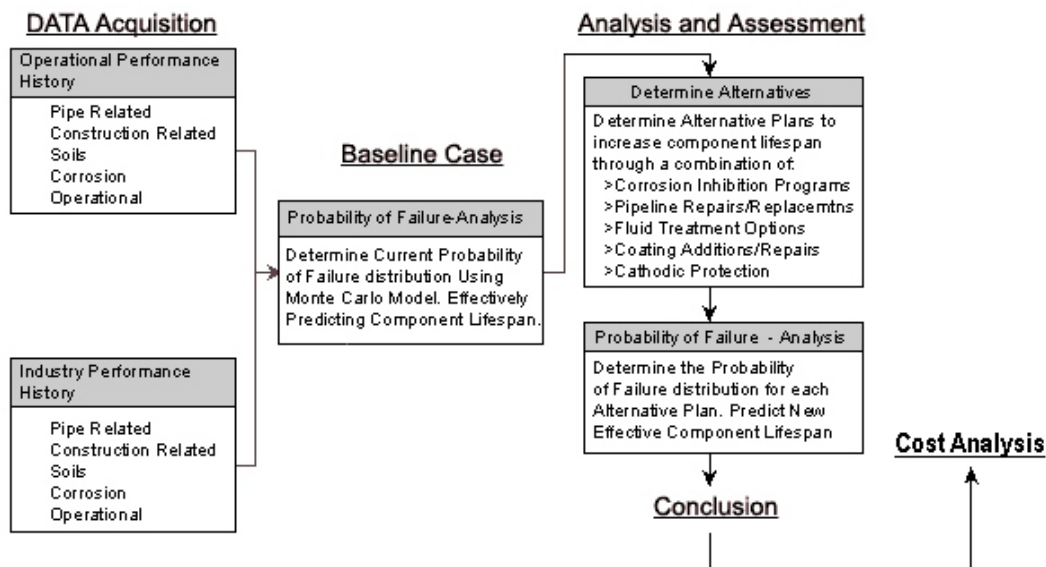 DATA Acquisition
Operational Performance
History
Pipe Related
Construction Related
Soils
Corrosion
Operational
Industry Performance
History
Pipe Related
Construction Related
Soils
Corrosion
Operational
Baseline Case
Probability of Failure-Analysis
Determine Current Probability
of Failure distribution Using
Monte Carlo Model. Effectively
Predicting Component Lifespan.
Analysis and Assessment
Determine Alternatives
Determine Alternative Plans to
increase component lifespan
through a combination of:
>Corrosion Inhibition Programs
>Pipeline Repairs/Replacemtns
>Fluid Treatment Options
>Coating Additions/Repairs
>Cathodic Protection
Probability of Failure - Analysis
Determine the Probability
of Failure distribution for each
Alternative Plan. Predict New
Effective Component Lifespan
Conclusion
Cost Analysis